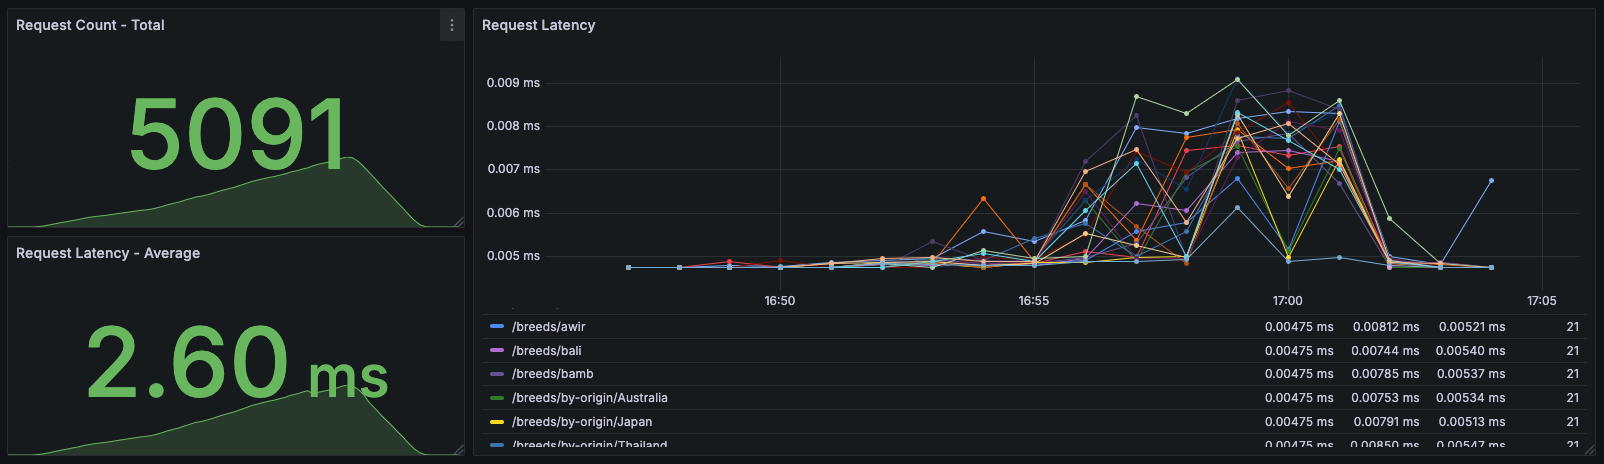 Request Count - Total
5091
Request Latency - Average
2.60 ms
Request Latency
0.009 ms
0.008 ms
0.007 ms
0.006 ms
0.005 ms
16:50 16:55 17:00 17:05
/breeds/awir 0.00475 ms 0.00812 ms 0.00521 ms 21
/breeds/bali 0.00475 ms 0.00744 ms 0.00540 ms 21
/breeds/bamb 0.00475 ms 0.00785 ms 0.00537 ms 21
/breeds/by-origin/Australia 0.00475 ms 0.00753 ms 0.00534 ms 21
/breeds/by-origin/Japan 0.00475 ms 0.00791 ms 0.00513 ms 21
/breeds/by-origin/Thailand 0.00475 ms 0.00850 ms 0.00547 ms 21